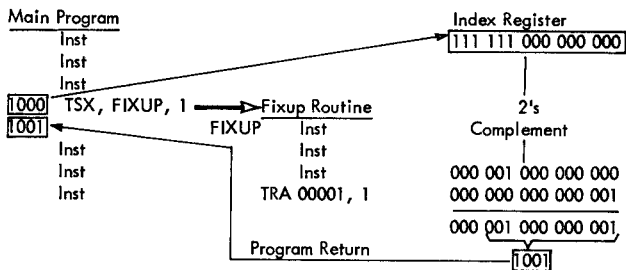 Main Program
Inst
Inst
Inst
1000 TSX, FIXUP, 1
1001
Inst
Inst
Inst
Fixup Routine
FIXUP Inst
Inst
Inst
TRA 00001, 1
Program Return
Index Register
111 111 000 000 000
2's
Complement
000 001 000 000 000
000 000 000 000 001
000 001 000 000 001
1001